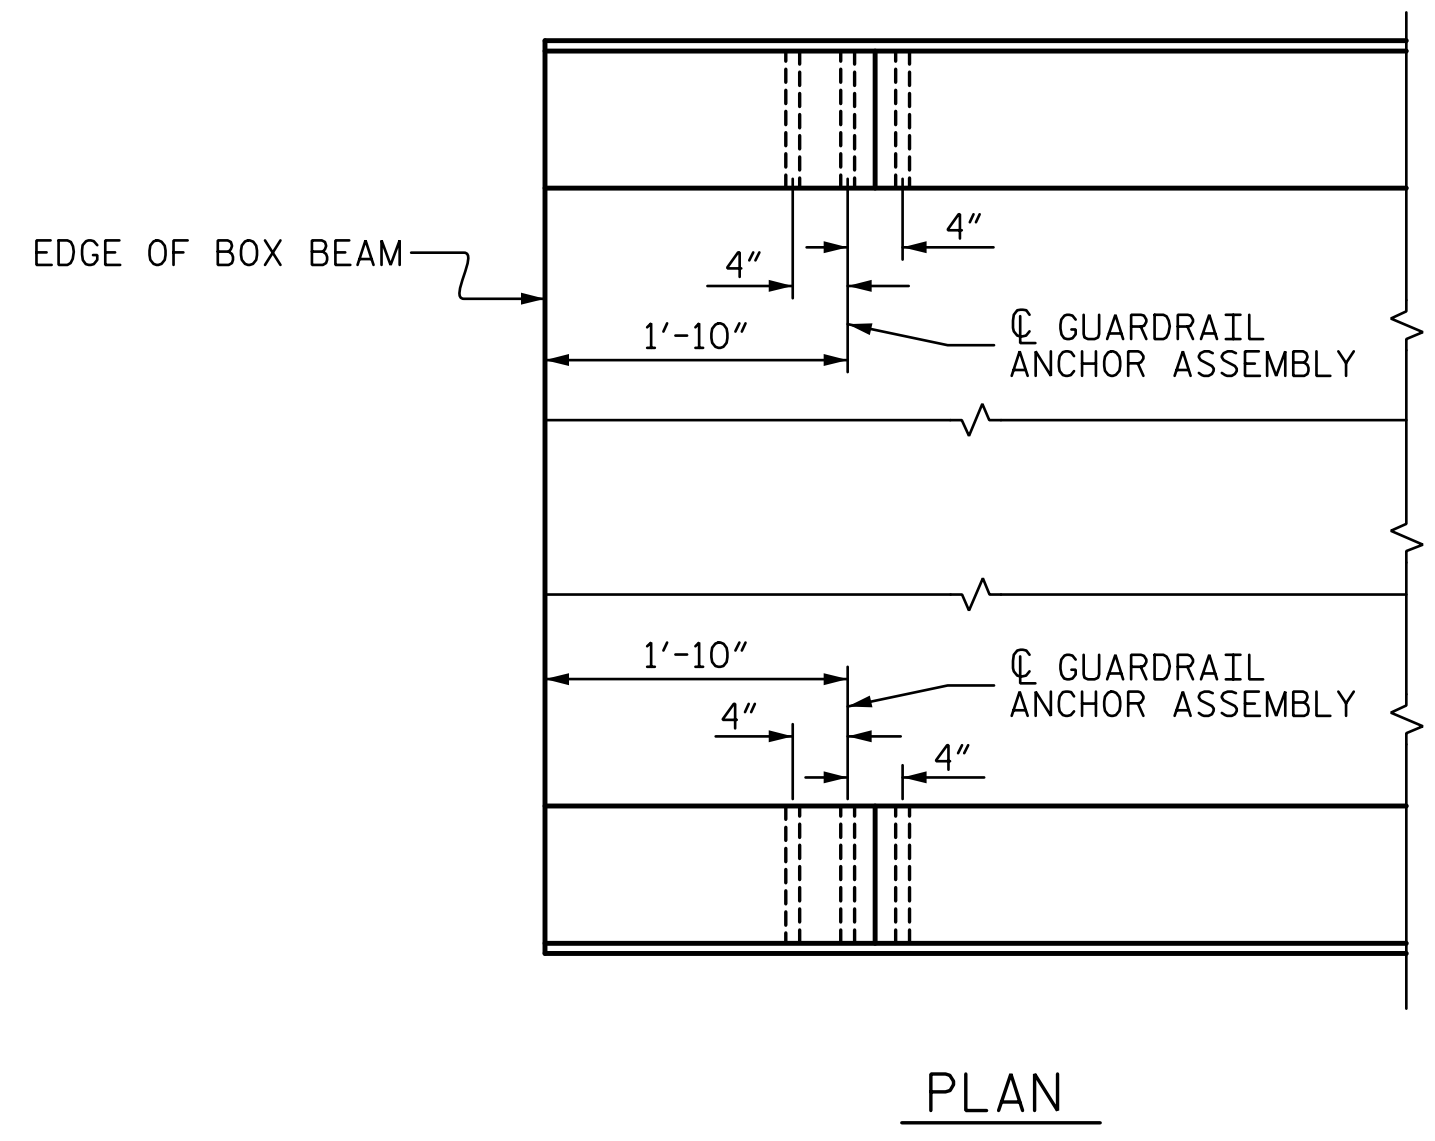 4"
EDGE OF BOX BEAM
4"
1'-10"
℄ GUARDRAIL
ANCHOR ASSEMBLY
1'-10"
℄ GUARDRAIL
ANCHOR ASSEMBLY
4"
4"
PLAN